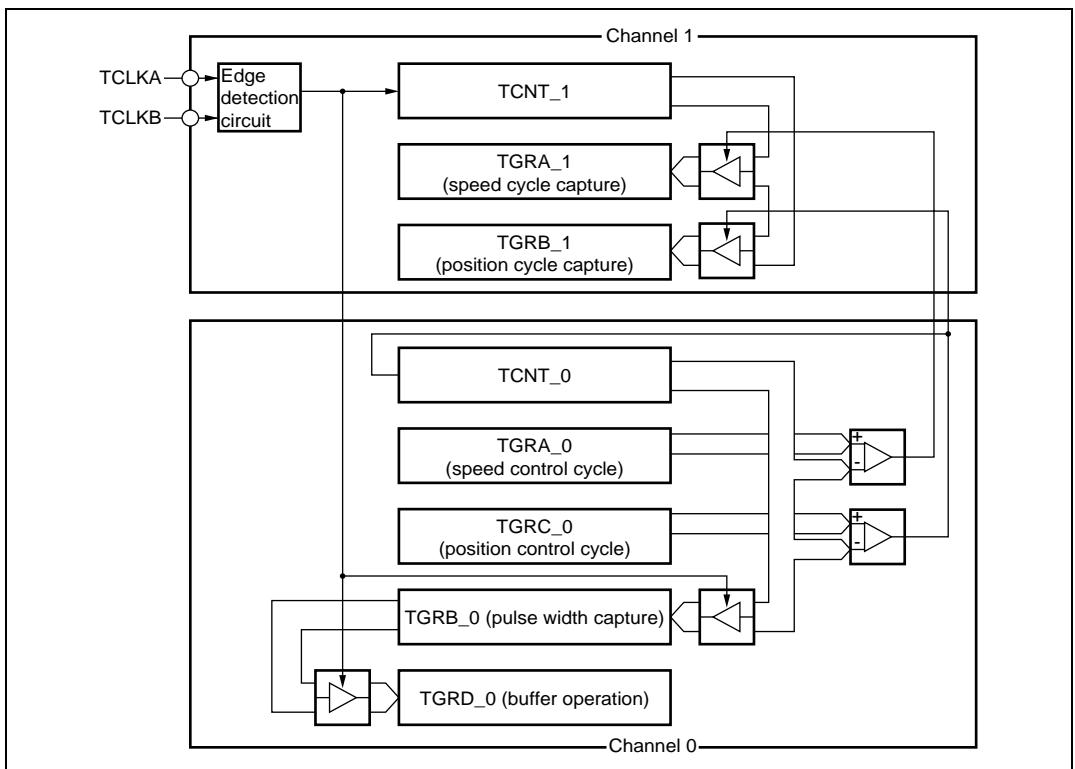 Channel 1
TCLKA
TCLKB
Edge
detection
circuit
TCNT_1
TGRA_1
(speed cycle capture)
TGRB_1
(position cycle capture)
TCNT_0
TGRA_0
(speed control cycle)
+
-
TGRC_0
(position control cycle)
+
-
TGRB_0 (pulse width capture)
TGRD_0 (buffer operation)
Channel 0